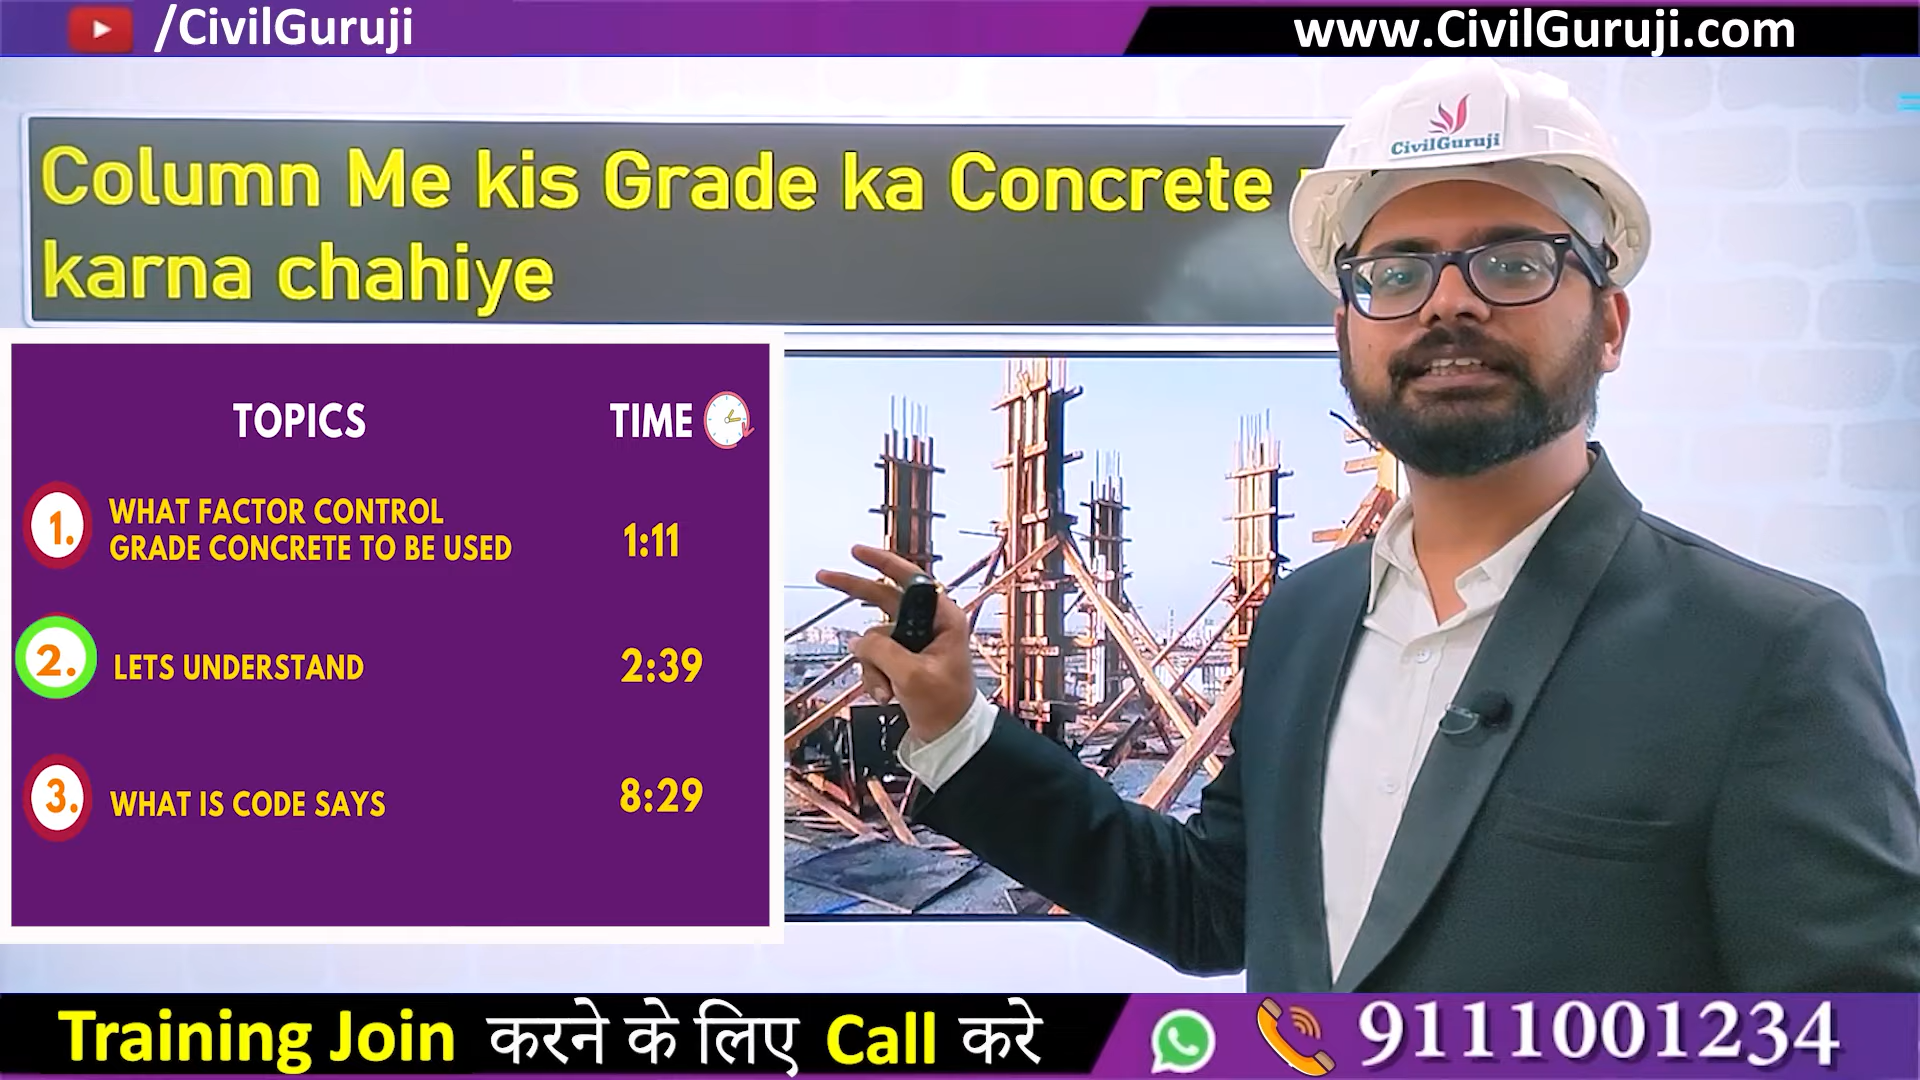 /CivilGuruji
www.CivilGuruji.com
CivilGuruji
Column Me kis Grade ka Concrete
karna chahiye
TOPICS TIME
1. WHAT FACTOR CONTROL
GRADE CONCRETE TO BE USED 1:11
2. LETS UNDERSTAND 2:39
3. WHAT IS CODE SAYS 8:29
Training Join करने के लिए Call करे
9111001234